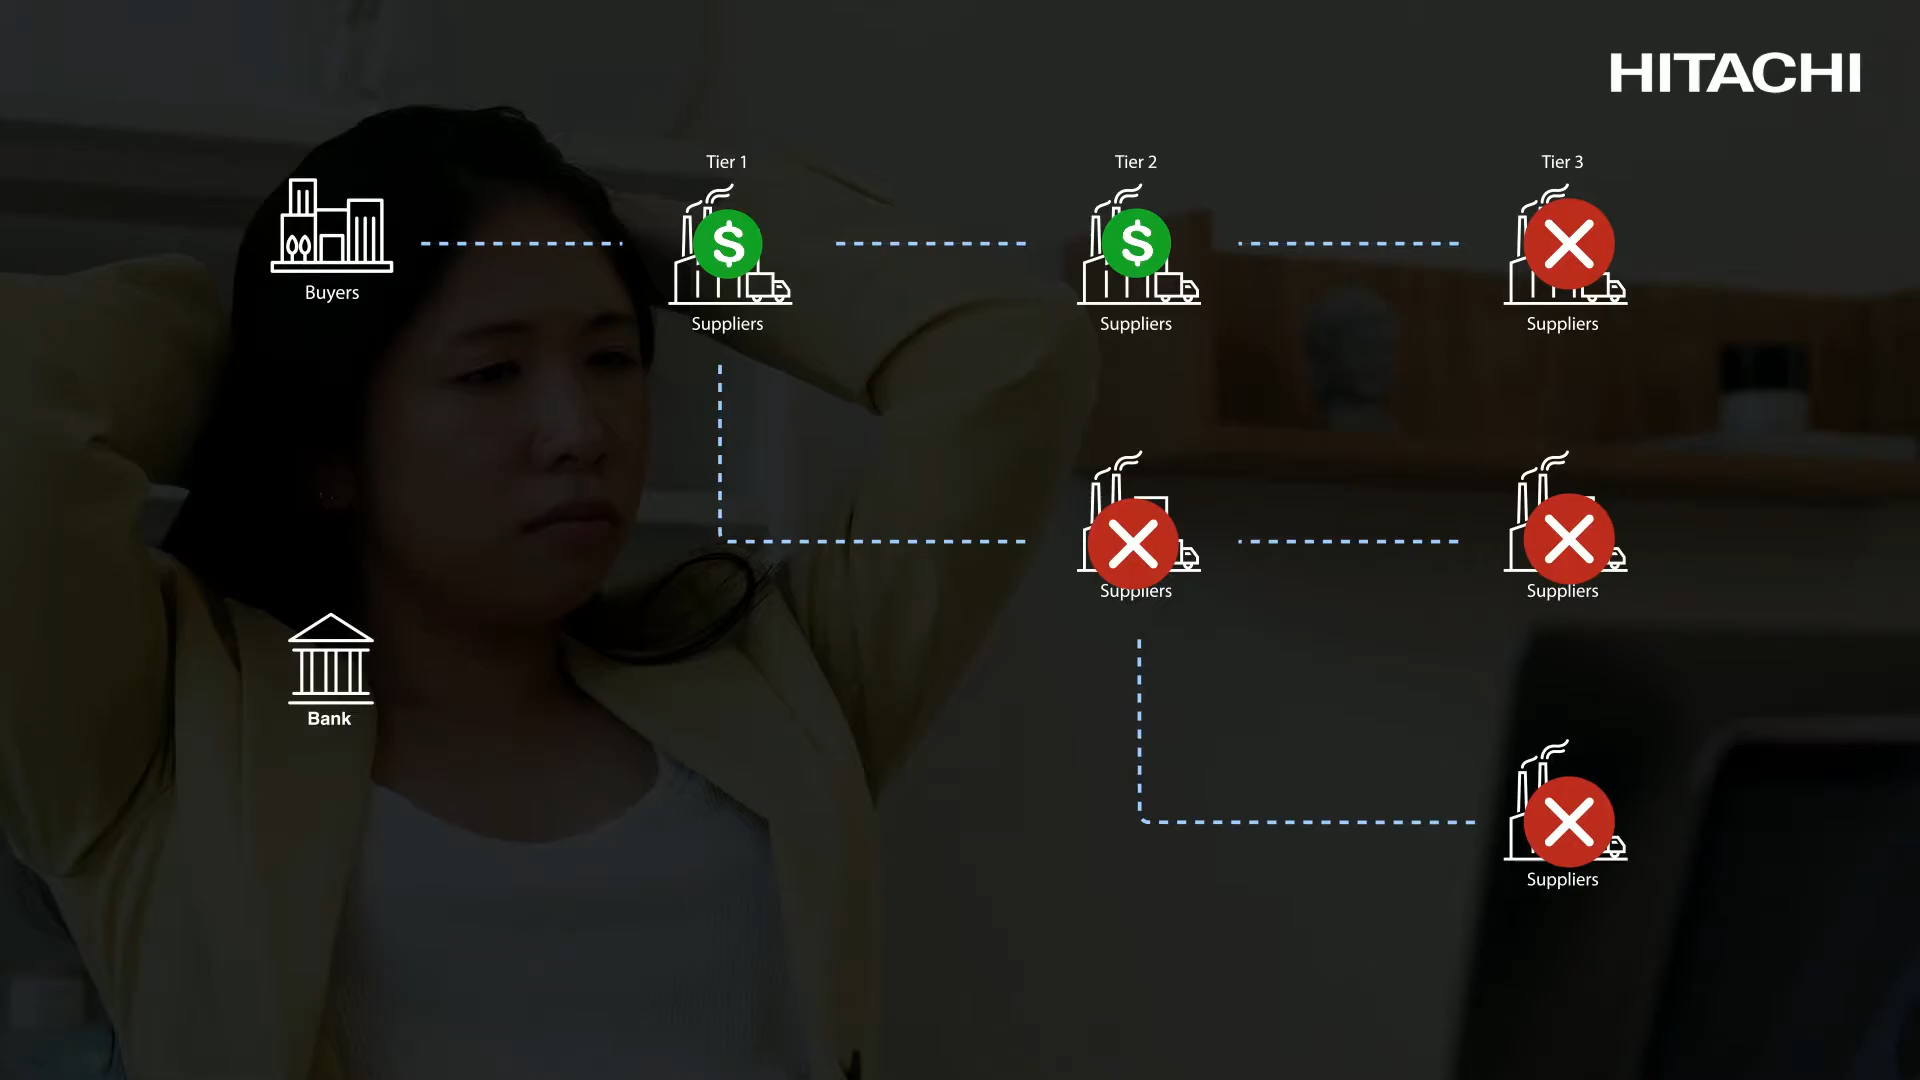 HITACHI
Tier 1
Tier 2
Tier 3
$
$
Buyers
Suppliers
Suppliers
Suppliers
Suppliers
Suppliers
Bank
Suppliers